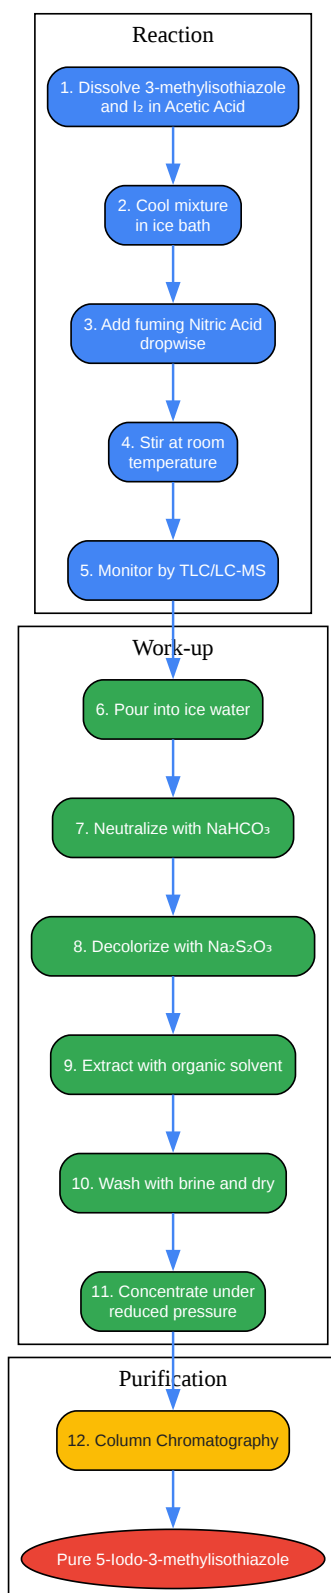 Reaction
1. Dissolve 3-methylisothiazole
and I₂ in Acetic Acid
2. Cool mixture
in ice bath
3. Add fuming Nitric Acid
dropwise
4. Stir at room
temperature
5. Monitor by TLC/LC-MS
Work-up
6. Pour into ice water
7. Neutralize with NaHCO₃
8. Decolorize with Na₂S₂O₃
9. Extract with organic solvent
10. Wash with brine and dry
11. Concentrate under
reduced pressure
Purification
12. Column Chromatography
Pure 5-Iodo-3-methylisothiazole